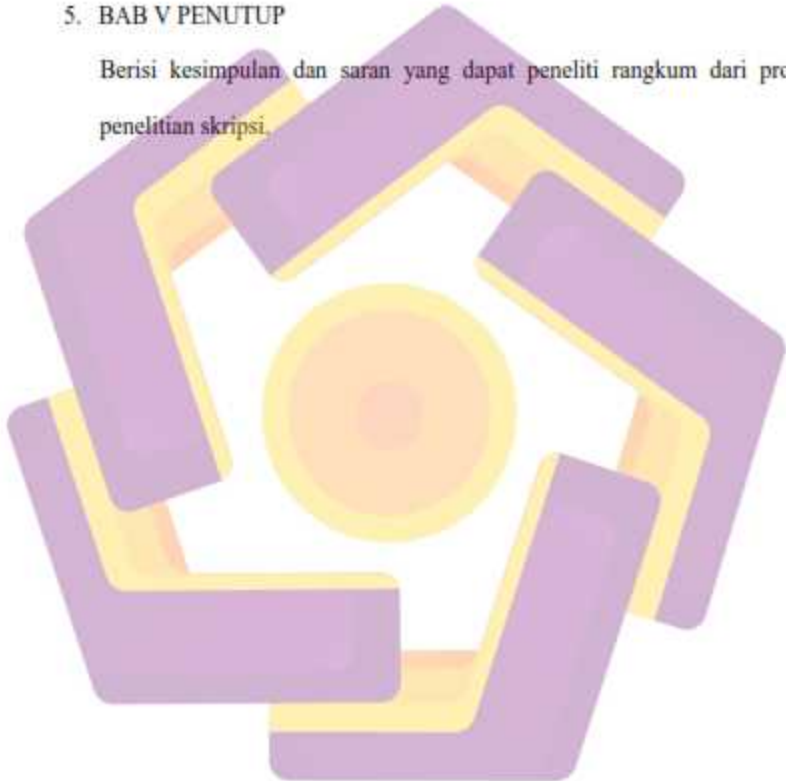 5. BAB V PENUTUP
Berisi kesimpulan dan saran yang dapat peneliti rangkum dari
penelitian skripsi.